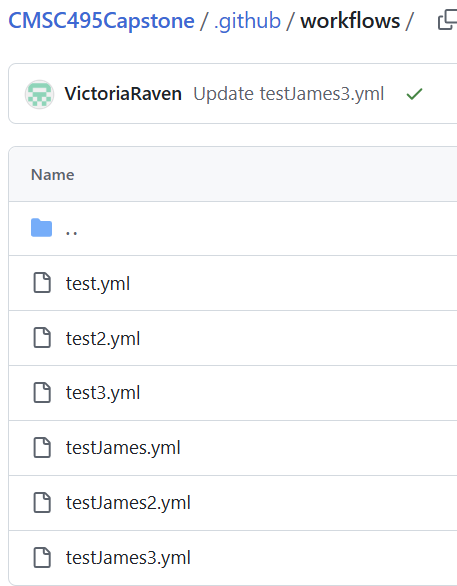 CMSC495Capstone / .github / workflows /
VictoriaRaven Update testJames3.yml
Name
..
test.yml
test2.yml
test3.yml
testJames.yml
testJames2.yml
testJames3.yml